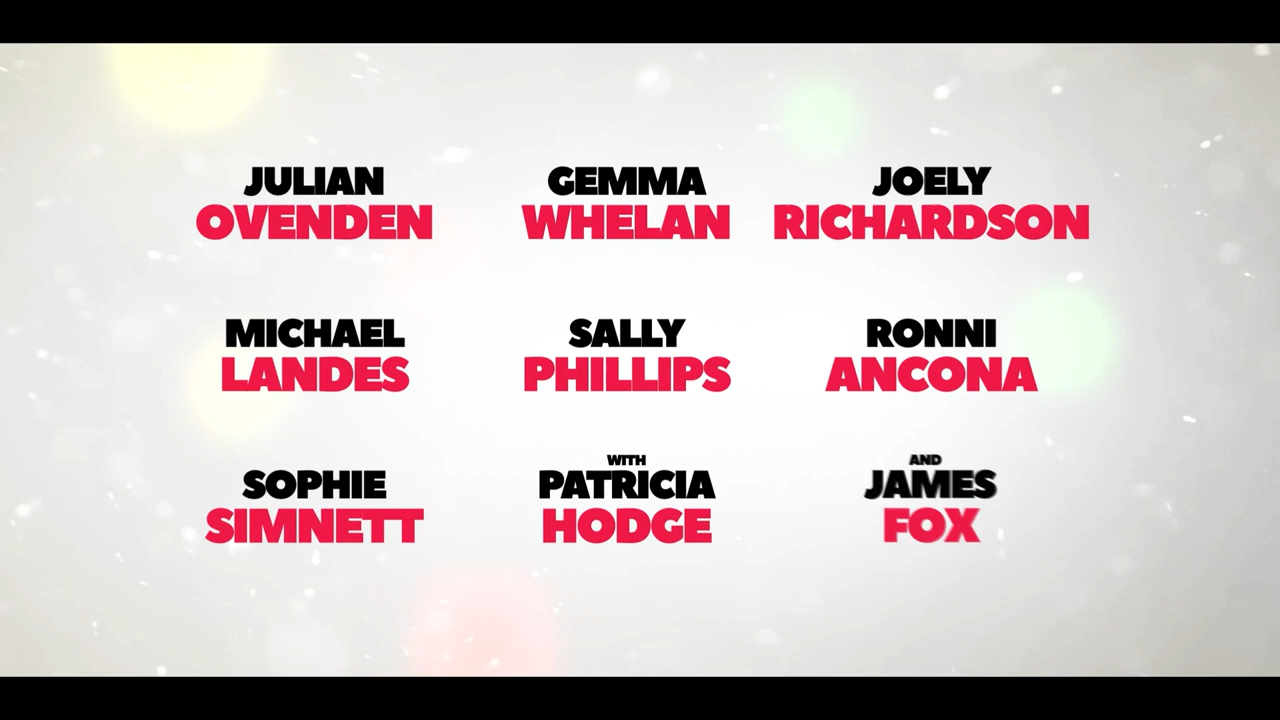 JULIAN
OVENDEN
GEMMA
WHELAN
JOELY
RICHARDSON
MICHAEL
LANDES
SALLY
PHILLIPS
RONNI
ANCONA
SOPHIE
SIMNETT
WITH
PATRICIA
HODGE
AND
JAMES
FOX